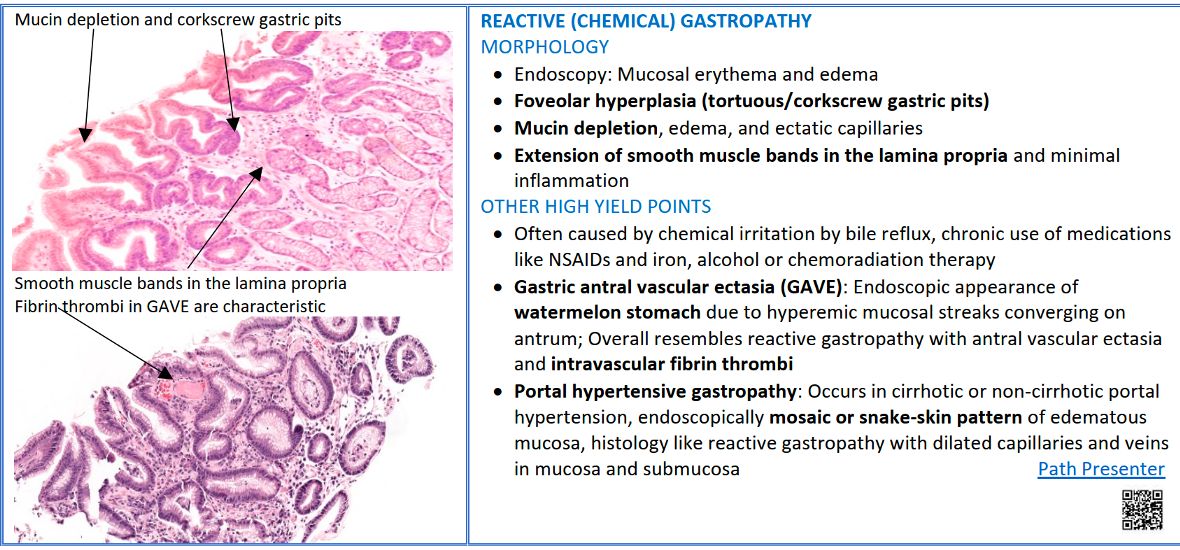 Mucin depletion and corkscrew gastric pits
Smooth muscle bands in the lamina propria
Fibrin thrombi in GAVE are characteristic
REACTIVE (CHEMICAL) GASTROPATHY
MORPHOLOGY
• Endoscopy: Mucosal erythema and edema
• Foveolar hyperplasia (tortuous/corkscrew gastric pits)
• Mucin depletion, edema, and ectatic capillaries
• Extension of smooth muscle bands in the lamina propria and minimal
inflammation
OTHER HIGH YIELD POINTS
• Often caused by chemical irritation by bile reflux, chronic use of medications
like NSAIDs and iron, alcohol or chemoradiation therapy
• Gastric antral vascular ectasia (GAVE): Endoscopic appearance of
watermelon stomach due to hyperemic mucosal streaks converging on
antrum; Overall resembles reactive gastropathy with antral vascular ectasia
and intravascular fibrin thrombi
• Portal hypertensive gastropathy: Occurs in cirrhotic or non-cirrhotic portal
hypertension, endoscopically mosaic or snake-skin pattern of edematous
mucosa, histology like reactive gastropathy with dilated capillaries and veins
in mucosa and submucosa
Path Presenter